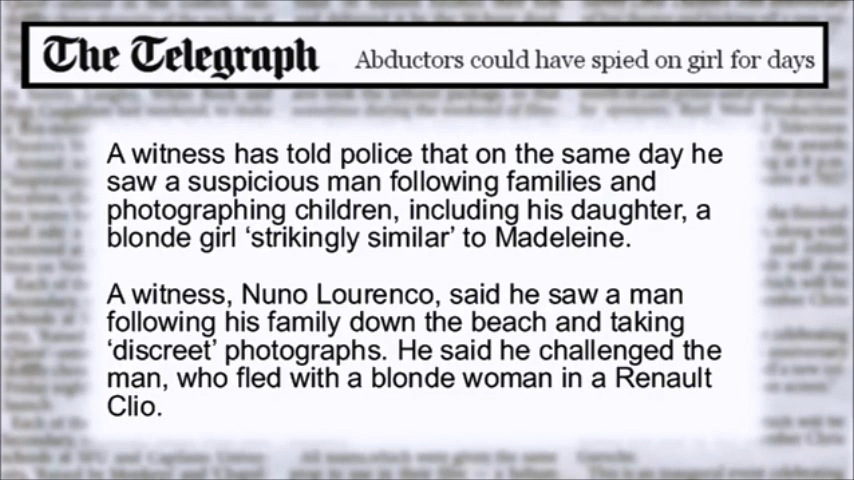 The Telegraph Abductors could have spied on girl for days
A witness has told police that on the same day he
saw a suspicious man following families and
photographing children, including his daughter, a
blonde girl ‘strikingly similar’ to Madeleine.
A witness, Nuno Lourenco, said he saw a man
following his family down the beach and taking
‘discreet’ photographs. He said he challenged the
man, who fled with a blonde woman in a Renault
Clio.